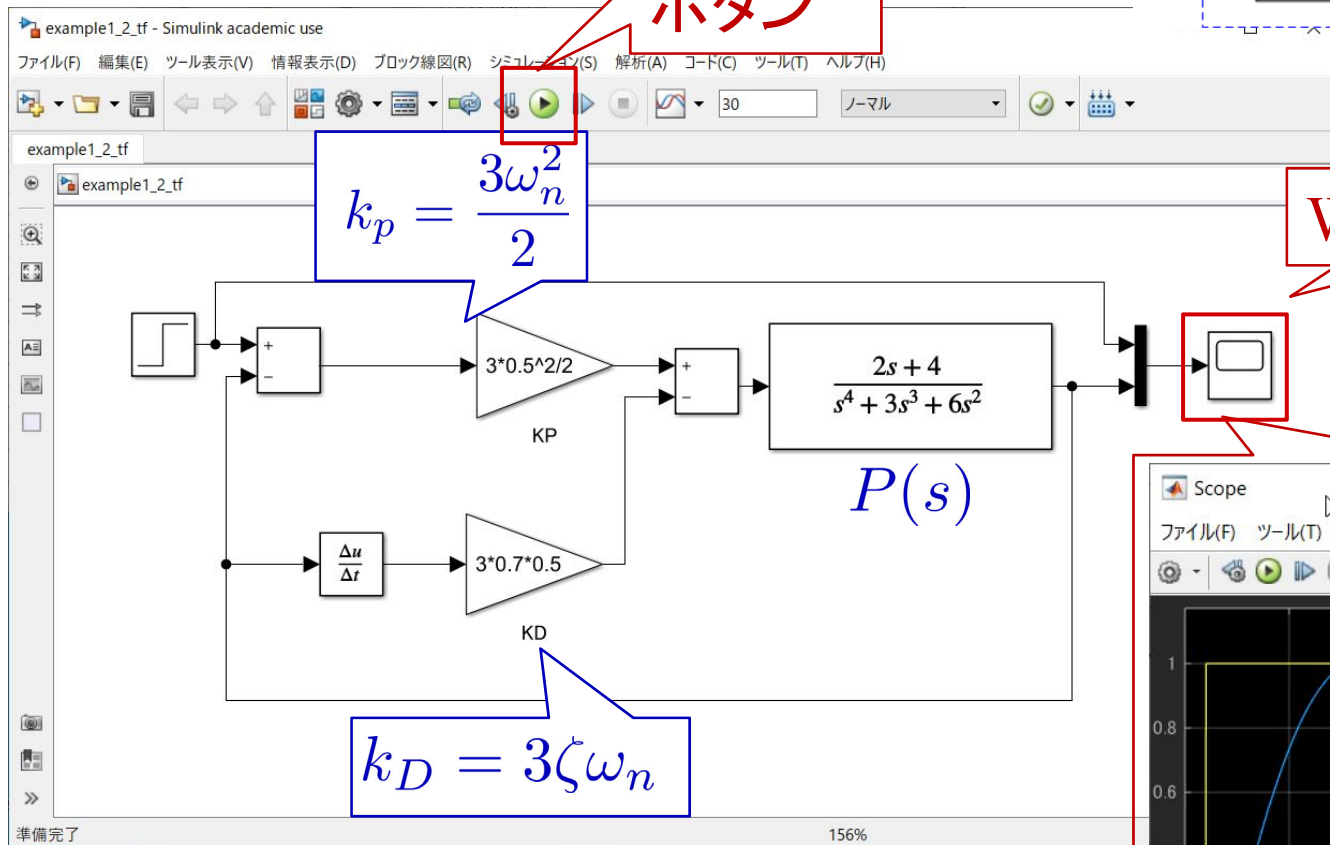 ボタン
example1_2_tf - Simulink academic use
ファイル(F) 編集(E) ツール表示(V) 情報表示(D) ブロック線図(R) シミュレーション(S) 解析(A) コード(C) ツール(T) ヘルプ(H)
30 ノーマル
example1_2_tf
example1_2_tf
k_p = \frac{3\omega_n^2}{2}
+
−
3*0.5^2/2
KP
+
−
\frac{2s+4}{s^4+3s^3+6s^2}
P(s)
\frac{Δu}{Δt}
3*0.7*0.5
KD
k_D = 3ζω_n
Scope
ファイル(F) ツール(T)
1
0.8
0.6
準備完了 156%